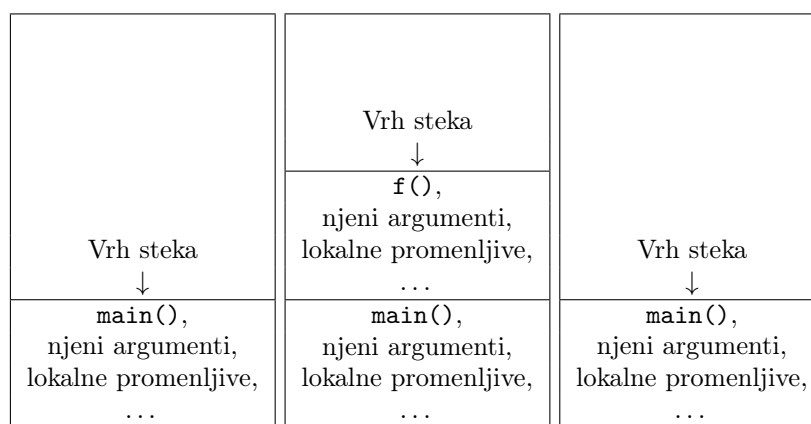 Vrh steka
↓
main(),
njeni argumenti,
lokalne promenljive,
...
Vrh steka
↓
f(),
njeni argumenti,
lokalne promenljive,
...
main(),
njeni argumenti,
lokalne promenljive,
...
Vrh steka
↓
main(),
njeni argumenti,
lokalne promenljive,
...